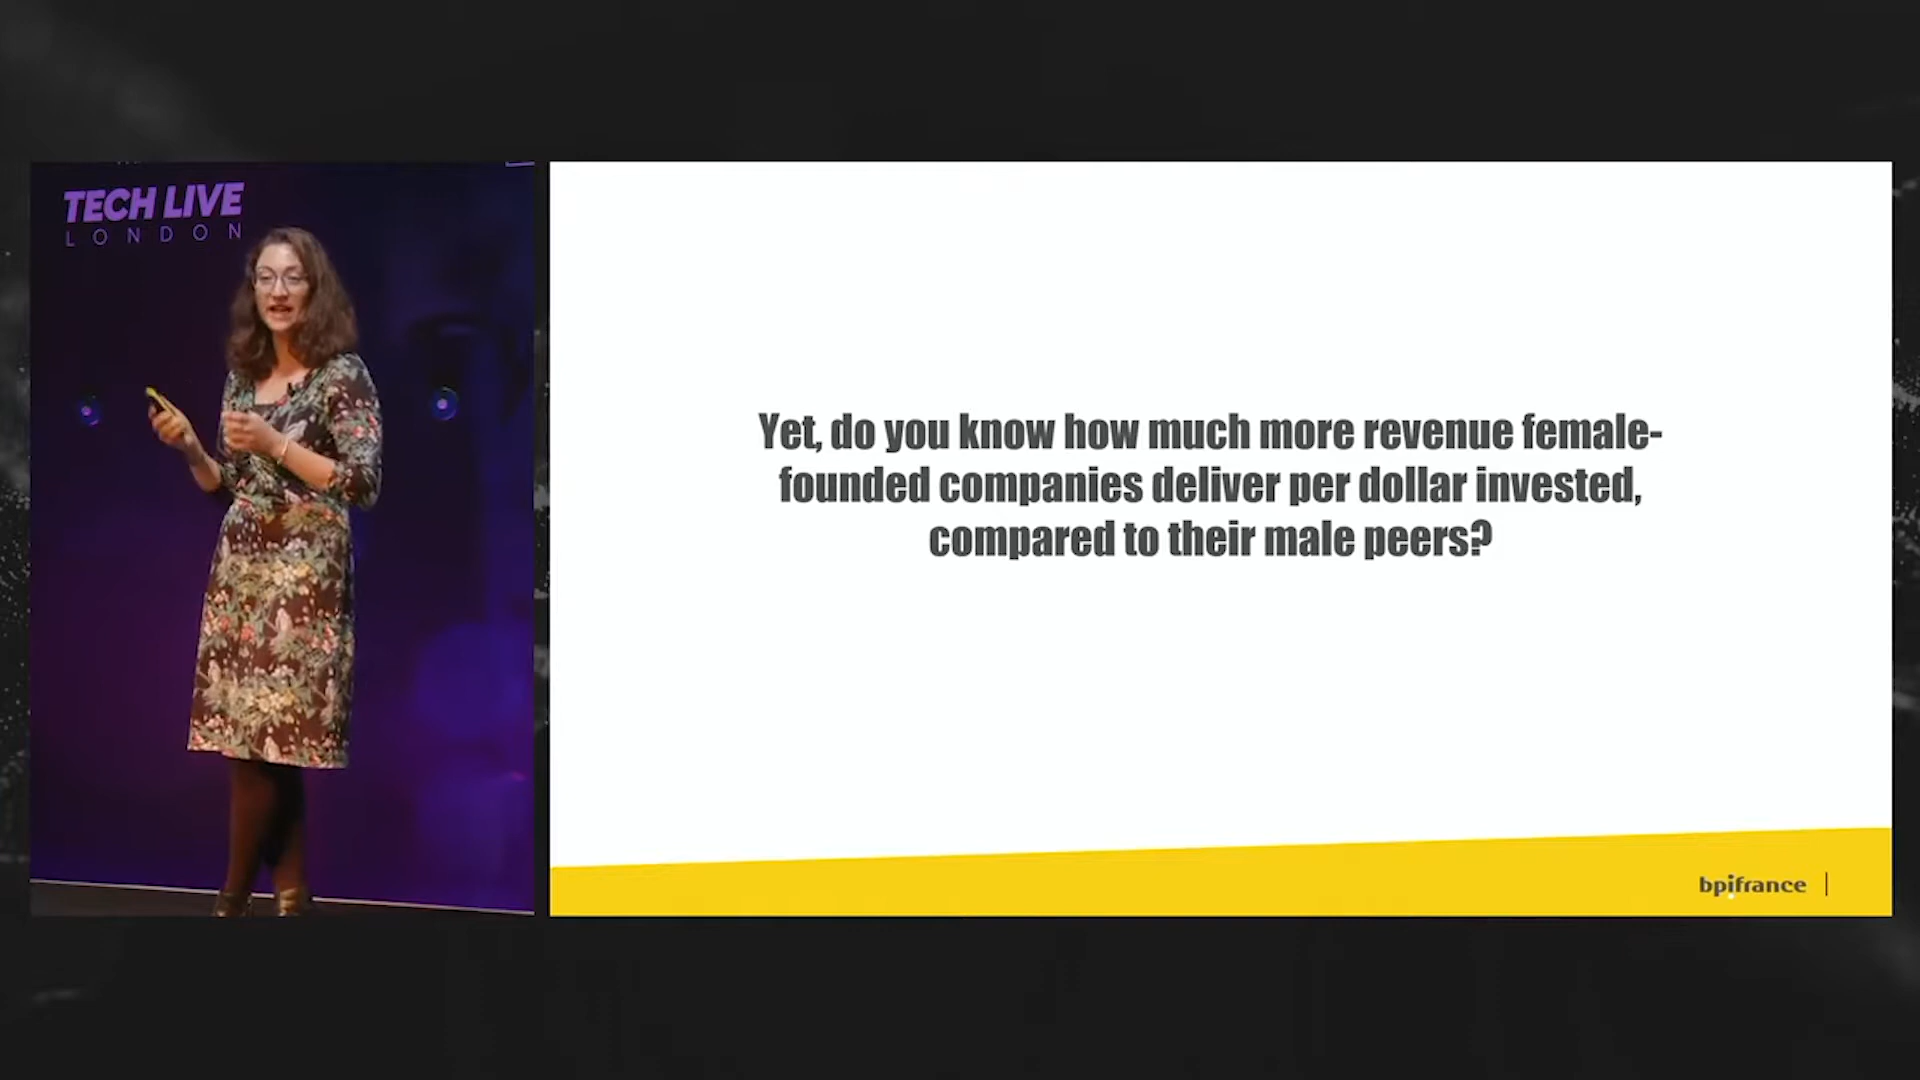 TECH LIVE
LONDON
Yet, do you know how much more revenue female-
founded companies deliver per dollar invested,
compared to their male peers?
bpifrance